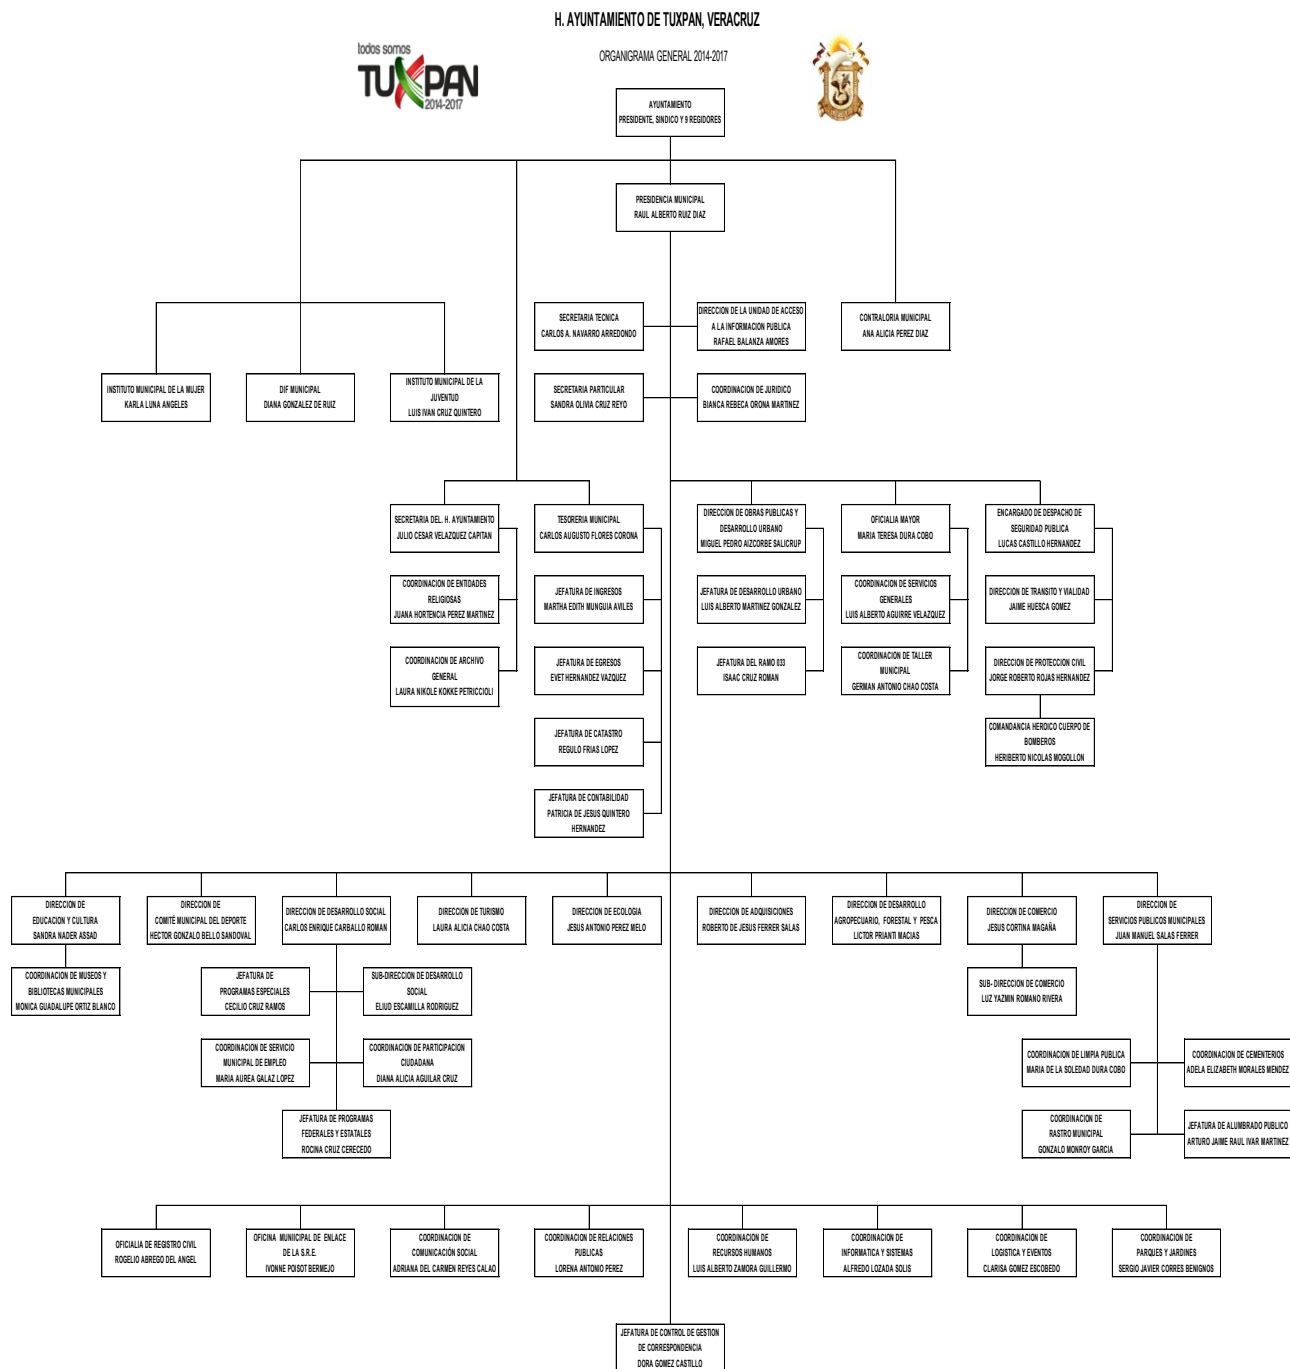 H. AYUNTAMIENTO DE TUXPAN, VERACRUZ
todos somos
TUXPAN
2014-2017
ORGANIGRAMA GENERAL 2014-2017
AYUNTAMIENTO
PRESIDENTE, SINDICO Y 9 REGIDORES
PRESIDENCIA MUNICIPAL
RAUL ALBERTO RUIZ DIAZ
SECRETARIA TECNICA
CARLOS A. NAVARRO ARREDONDO
DIRECCION DE LA UNIDAD DE ACCESO
A LA INFORMACION PUBLICA
RAFAEL BALANZA AMORES
CONTRALORIA MUNICIPAL
ANA ALICIA PEREZ DIAZ
INSTITUTO MUNICIPAL DE LA MUJER
KARLA LUNA ANGELES
DIF MUNICIPAL
DIANA GONZALEZ DE RUIZ
INSTITUTO MUNICIPAL DE LA
JUVENTUD
LUIS IVAN CRUZ QUINTERO
SECRETARIA PARTICULAR
SANDRA OLIVIA CRUZ REYO
COORDINACION DE JURIDICO
BIANCA REBECA ORONA MARTINEZ
SECRETARIA DEL. H. AYUNTAMIENTO
JULIO CESAR VELAZQUEZ CAPITAN
TESORERIA MUNICIPAL
CARLOS AUGUSTO FLORES CORONA
DIRECCION DE OBRAS PUBLICAS Y
DESARROLLO URBANO
MIGUEL PEDRO AIZCORBE SALICRUP
OFICIALIA MAYOR
MARIA TERESA DURA COBO
ENCARGADO DE DESPACHO DE
SEGURIDAD PUBLICA
LUCAS CASTILLO HERNANDEZ
COORDINACION DE ENTIDADES
RELIGIOSAS
JUANA HORTENCIA PEREZ MARTINEZ
JEFATURA DE INGRESOS
MARTHA EDITH MUNGUIA AVILES
JEFATURA DE DESARROLLO URBANO
LUIS ALBERTO MARTINEZ GONZALEZ
COORDINACION DE SERVICIOS
GENERALES
LUIS ALBERTO AGUIRRE VELAZQUEZ
DIRECCION DE TRANSITO Y VIALIDAD
JAIME HUESCA GOMEZ
COORDINACION DE ARCHIVO
GENERAL
LAURA NIKOLE KOKKE PETRICCIOLI
JEFATURA DE EGRESOS
EVET HERNANDEZ VAZQUEZ
JEFATURA DEL RAMO 033
ISAAC CRUZ ROMAN
COORDINACION DE TALLER
MUNICIPAL
GERMAN ANTONIO CHAO COSTA
DIRECCION DE PROTECCION CIVIL
JORGE ROBERTO ROJAS HERNANDEZ
JEFATURA DE CATASTRO
REGULO FRIAS LOPEZ
COMANDANCIA HEROICO CUERPO DE
BOMBEROS
HERIBERTO NICOLAS MOGOLLON
JEFATURA DE CONTABILIDAD
PATRICIA DE JESUS QUINTERO
HERNANDEZ
DIRECCION DE
EDUCACION Y CULTURA
SANDRA NADER ASSAD
DIRECCION DE
COMITÉ MUNICIPAL DEL DEPORTE
HECTOR GONZALO BELLO SANDOVAL
DIRECCION DE DESARROLLO SOCIAL
CARLOS ENRIQUE CARBALLO ROMAN
DIRECCION DE TURISMO
LAURA ALICIA CHAO COSTA
DIRECCION DE ECOLOGIA
JESUS ANTONIO PEREZ MELO
DIRECCION DE ADQUISICIONES
ROBERTO DE JESUS FERRER SALAS
DIRECCION DE DESARROLLO
AGROPECUARIO, FORESTAL Y PESCA
LICTOR PRIANTI MACIAS
DIRECCION DE COMERCIO
JESUS CORTINA MAGAÑA
DIRECCION DE
SERVICIOS PUBLICOS MUNICIPALES
JUAN MANUEL SALAS FERRER
COORDINACION DE MUSEOS Y
BIBLIOTECAS MUNICIPALES
MONICA GUADALUPE ORTIZ BLANCO
JEFATURA DE
PROGRAMAS ESPECIALES
CECILIO CRUZ RAMOS
SUB-DIRECCION DE DESARROLLO
SOCIAL
ELIUD ESCAMILLA RODRIGUEZ
SUB- DIRECCION DE COMERCIO
LUZ YAZMIN ROMANO RIVERA
COORDINACION DE SERVICIO
MUNICIPAL DE EMPLEO
MARIA AUREA GALAZ LOPEZ
COORDINACION DE PARTICIPACION
CIUDADANA
DIANA ALICIA AGUILAR CRUZ
COORDINACION DE LIMPIA PUBLICA
MARIA DE LA SOLEDAD DURA COBO
COORDINACION DE CEMENTERIOS
ADELA ELIZABETH MORALES MENDEZ
JEFATURA DE PROGRAMAS
FEDERALES Y ESTATALES
ROCINA CRUZ CERECEDO
COORDINACION DE
RASTRO MUNICIPAL
GONZALO MONROY GARCIA
JEFATURA DE ALUMBRADO PUBLICO
ARTURO JAIME RAUL IVAR MARTINEZ
OFICIALIA DE REGISTRO CIVIL
ROGELIO ABREGO DEL ANGEL
OFICINA MUNIICIPAL DE ENLACE
DE LA S.R.E.
IVONNE POISOT BERMEJO
COORDINACION DE
COMUNICACIÓN SOCIAL
ADRIANA DEL CARMEN REYES CALAO
COORDINACION DE RELACIONES
PUBLICAS
LORENA ANTONIO PEREZ
COORDINACION DE
RECURSOS HUMANOS
LUIS ALBERTO ZAMORA GUILLERMO
COORDINACION DE
INFORMATICA Y SISTEMAS
ALFREDO LOZADA SOLIS
COORDINACION DE
LOGISTICA Y EVENTOS
CLARISA GOMEZ ESCOBEDO
COORDINACION DE
PARQUES Y JARDINES
SERGIO JAVIER CORRES BENIGNOS
JEFATURA DE CONTROL DE GESTION
DE CORRESPONDENCIA
DORA GOMEZ CASTILLO